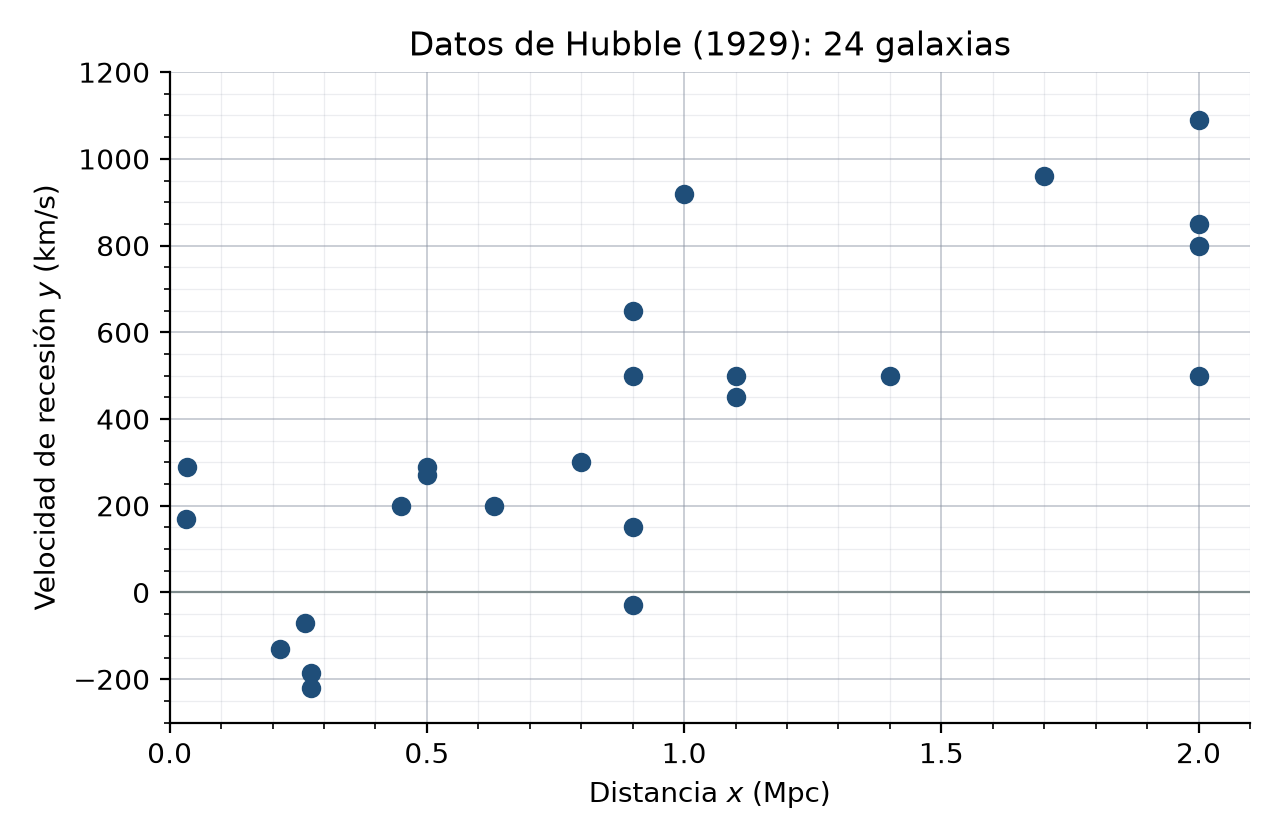 Datos de Hubble (1929): 24 galaxias
Velocidad de recesión y (km/s)
1200
1000
800
600
400
200
0
−200
0.0 0.5 1.0 1.5 2.0
Distancia x (Mpc)